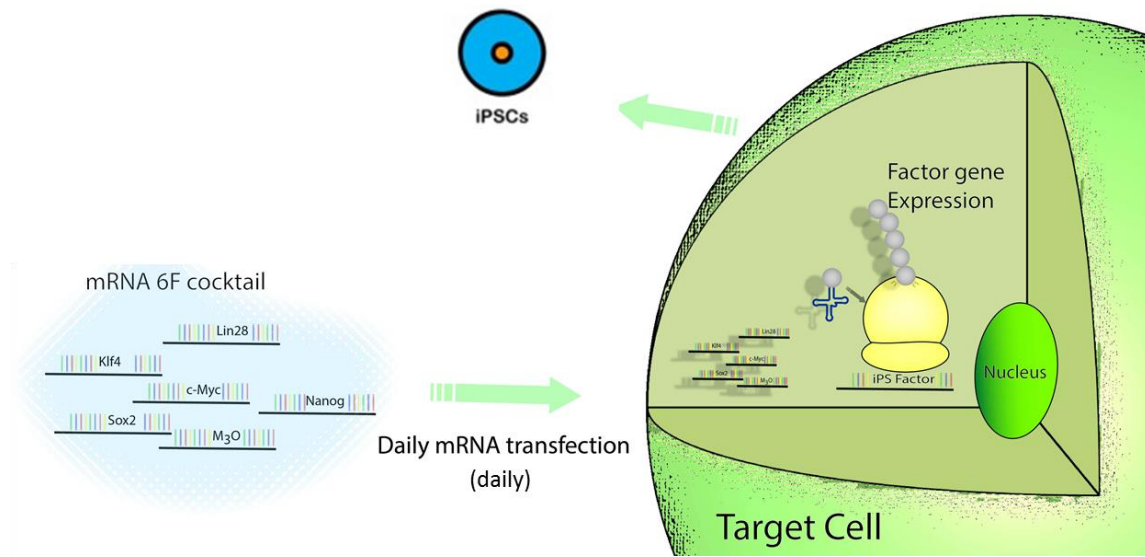 iPSCs
mRNA 6F cocktail
Lin28
Klf4
c-Myc
Nanog
Sox2
M3O
Daily mRNA transfection
(daily)
Factor gene
Expression
Lin28
Klf4
c-Myc
Sox2
M3O
iPS Factor
Nucleus
Target Cell